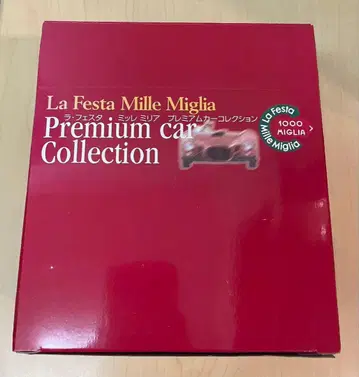 La Festa Mille Miglia
ラ・フェスタ ミッレ ミリア プレミアムカーコレクション
Premium car
Collection
La Festa
1000
MIGLIA
Mille Miglia